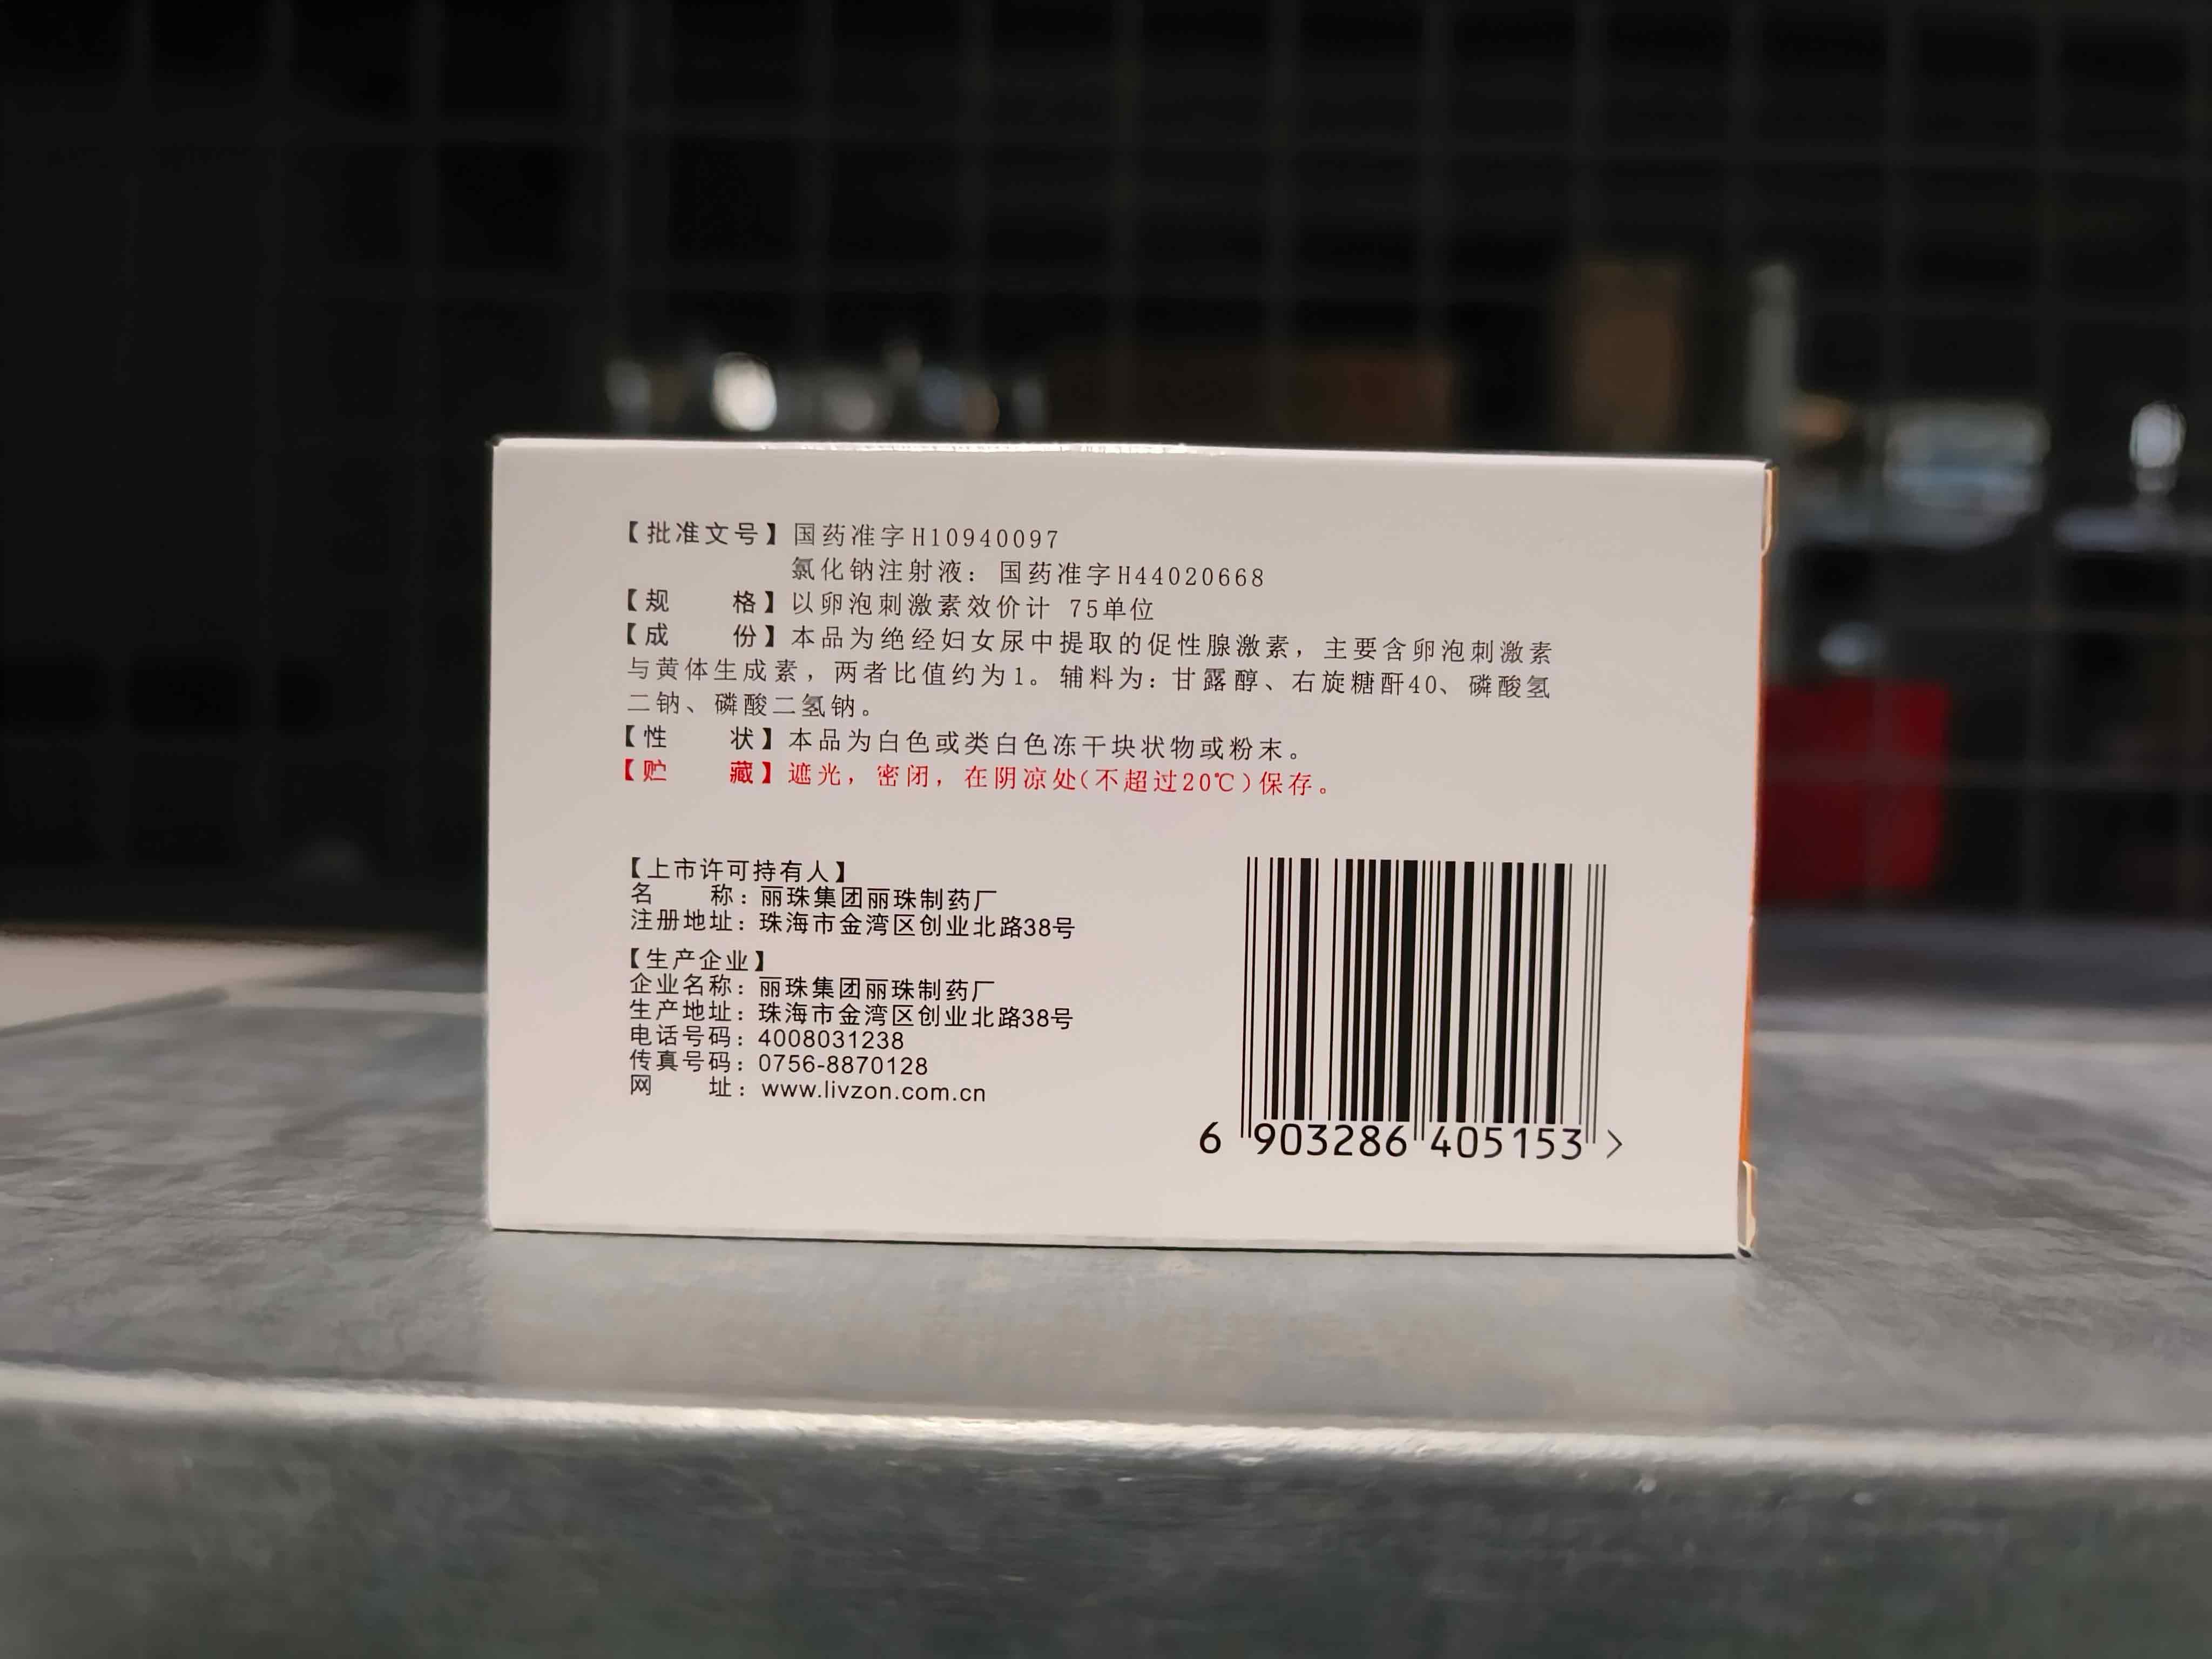 【批准文号】国药准字H10940097
氯化钠注射液：国药准字H44020668
【规 格】以卵泡刺激素效价计 75单位
【成 份】本品为绝经妇女尿中提取的促性腺激素，主要含卵泡刺激素
与黄体生成素，两者比值约为1。辅料为：甘露醇、右旋糖酐40、磷酸氢
二钠、磷酸二氢钠。
【性 状】本品为白色或类白色冻干块状物或粉末。
【贮 藏】遮光，密闭，在阴凉处(不超过20℃)保存。
【上市许可持有人】
名 称：丽珠集团丽珠制药厂
注册地址：珠海市金湾区创业北路38号
【生产企业】
企业名称：丽珠集团丽珠制药厂
生产地址：珠海市金湾区创业北路38号
电话号码：4008031238
传真号码：0756-8870128
网 址：www.livzon.com.cn
6 903286 405153 >